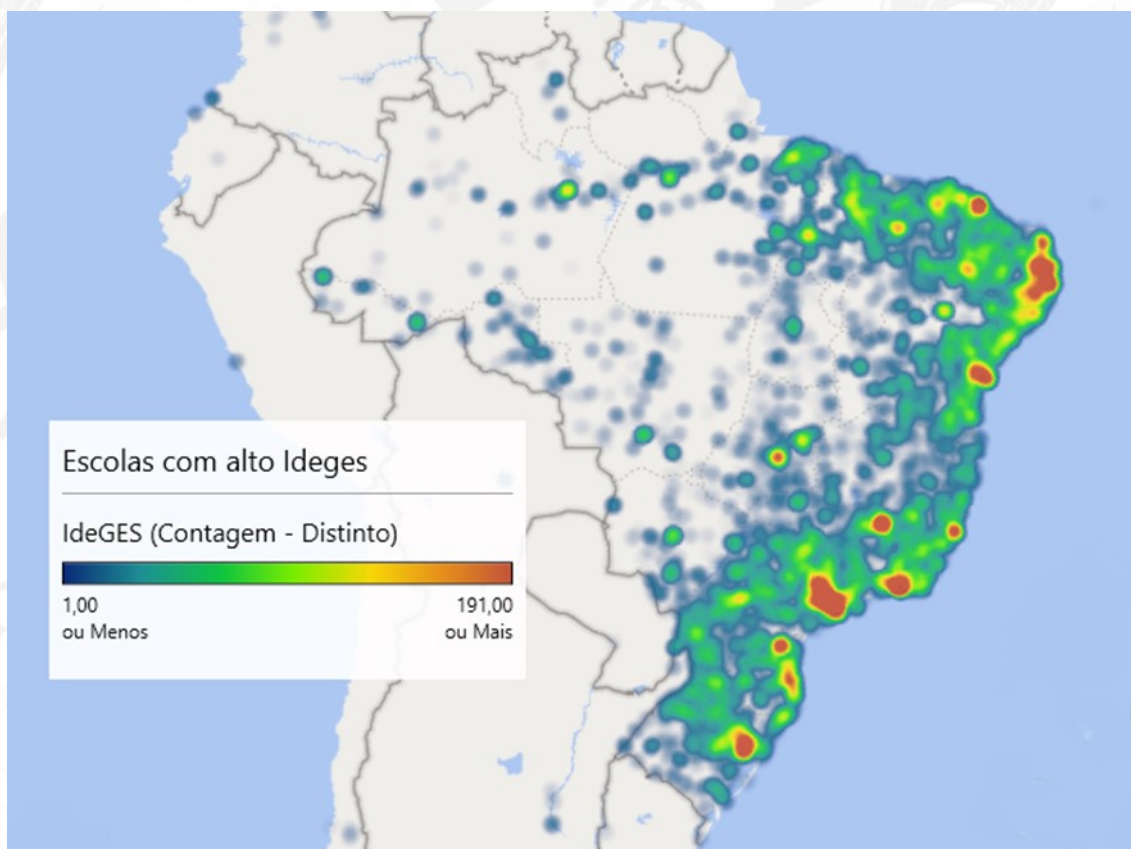 Escolas com alto Ideges
IdeGES (Contagem - Distinto)
1,00
ou Menos
191,00
ou Mais